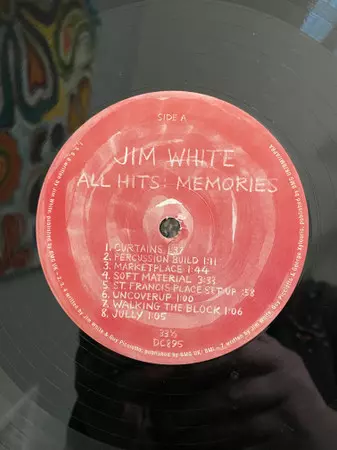 SIDE A
JIM WHITE
ALL HITS: MEMORIES
1. CURTAINS 1:37
2. PERCUSSION BUILD 1:11
3. MARKETPLACE 1:44
4. SOFT MATERIAL 3:33
5. ST. FRANCIS PLACE SET UP :58
6. UNCOVERUP 1:00
7. WALKING THE BLOCK 1:06
8. JULLY 1:05
33⅓
DC895